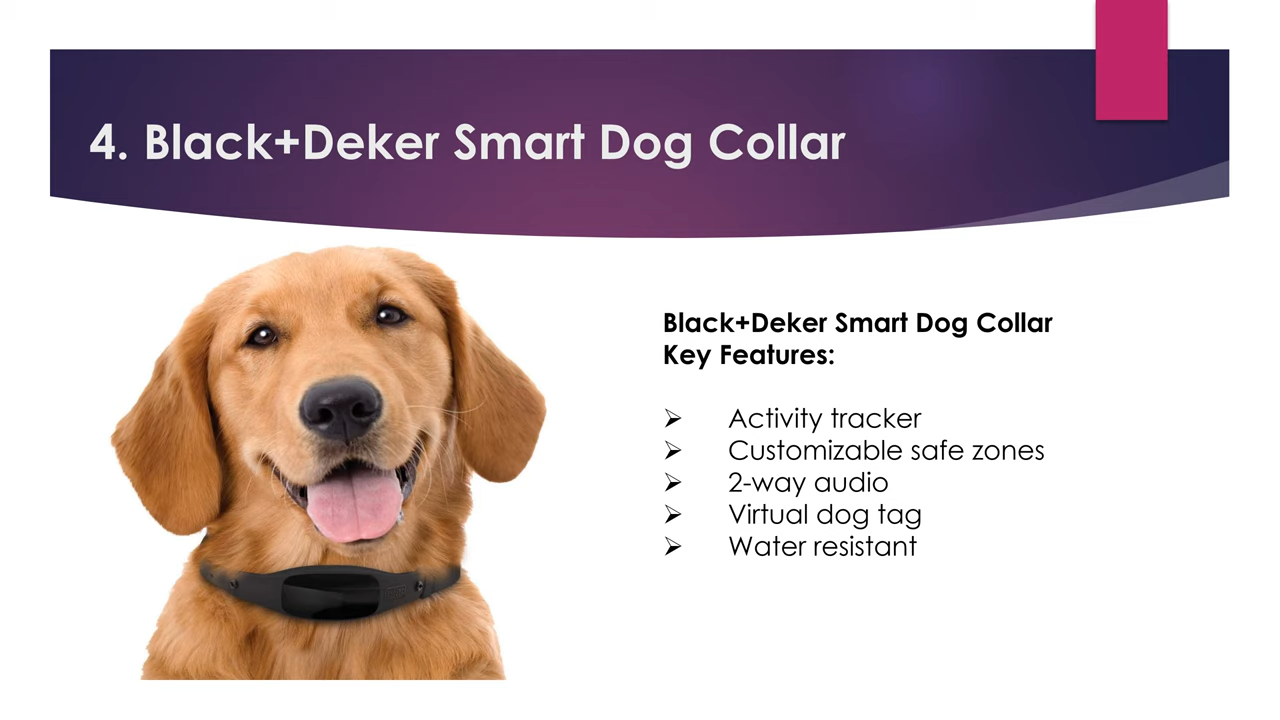 4. Black+Deker Smart Dog Collar
Black+Deker Smart Dog Collar
Key Features:
➢ Activity tracker
➢ Customizable safe zones
➢ 2-way audio
➢ Virtual dog tag
➢ Water resistant